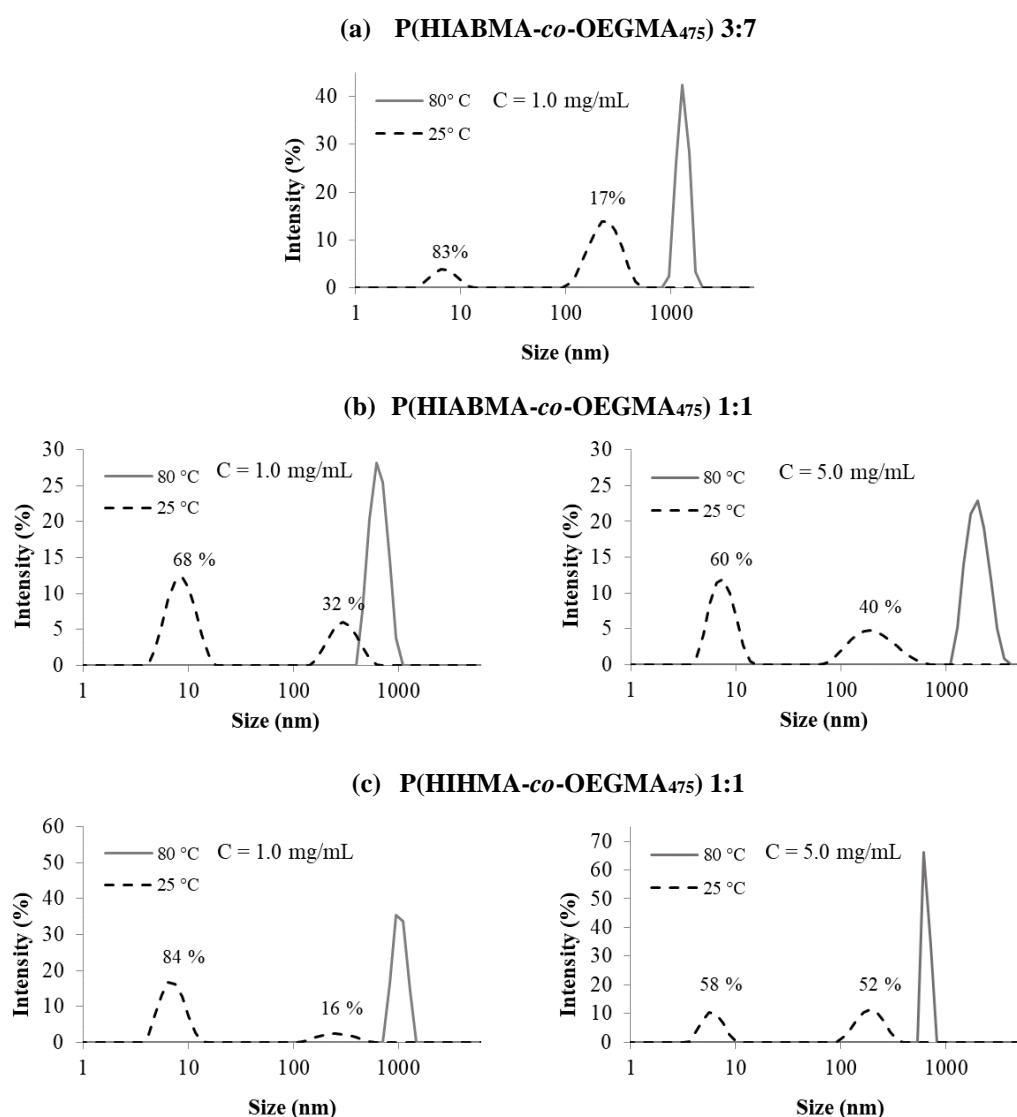 (a) P(HIABMA-co-OEGMA475) 3:7
40
30
20
10
0
Intensity (%)
80° C
25° C
C = 1.0 mg/mL
83%
17%
1 10 100 1000
Size (nm)
(b) P(HIABMA-co-OEGMA475) 1:1
30
25
20
15
10
5
0
Intensity (%)
80 °C
25 °C
C = 1.0 mg/mL
68 %
32 %
1 10 100 1000
Size (nm)
30
25
20
15
10
5
0
Intensity (%)
80 °C
25 °C
C = 5.0 mg/mL
60 %
40 %
1 10 100 1000
Size (nm)
(c) P(HIHMA-co-OEGMA475) 1:1
60
50
40
30
20
10
0
Intensity (%)
80 °C
25 °C
C = 1.0 mg/mL
84 %
16 %
1 10 100 1000
Size (nm)
70
60
50
40
30
20
10
0
Intensity (%)
80 °C
25 °C
C = 5.0 mg/mL
58 %
52 %
1 10 100 1000
Size (nm)